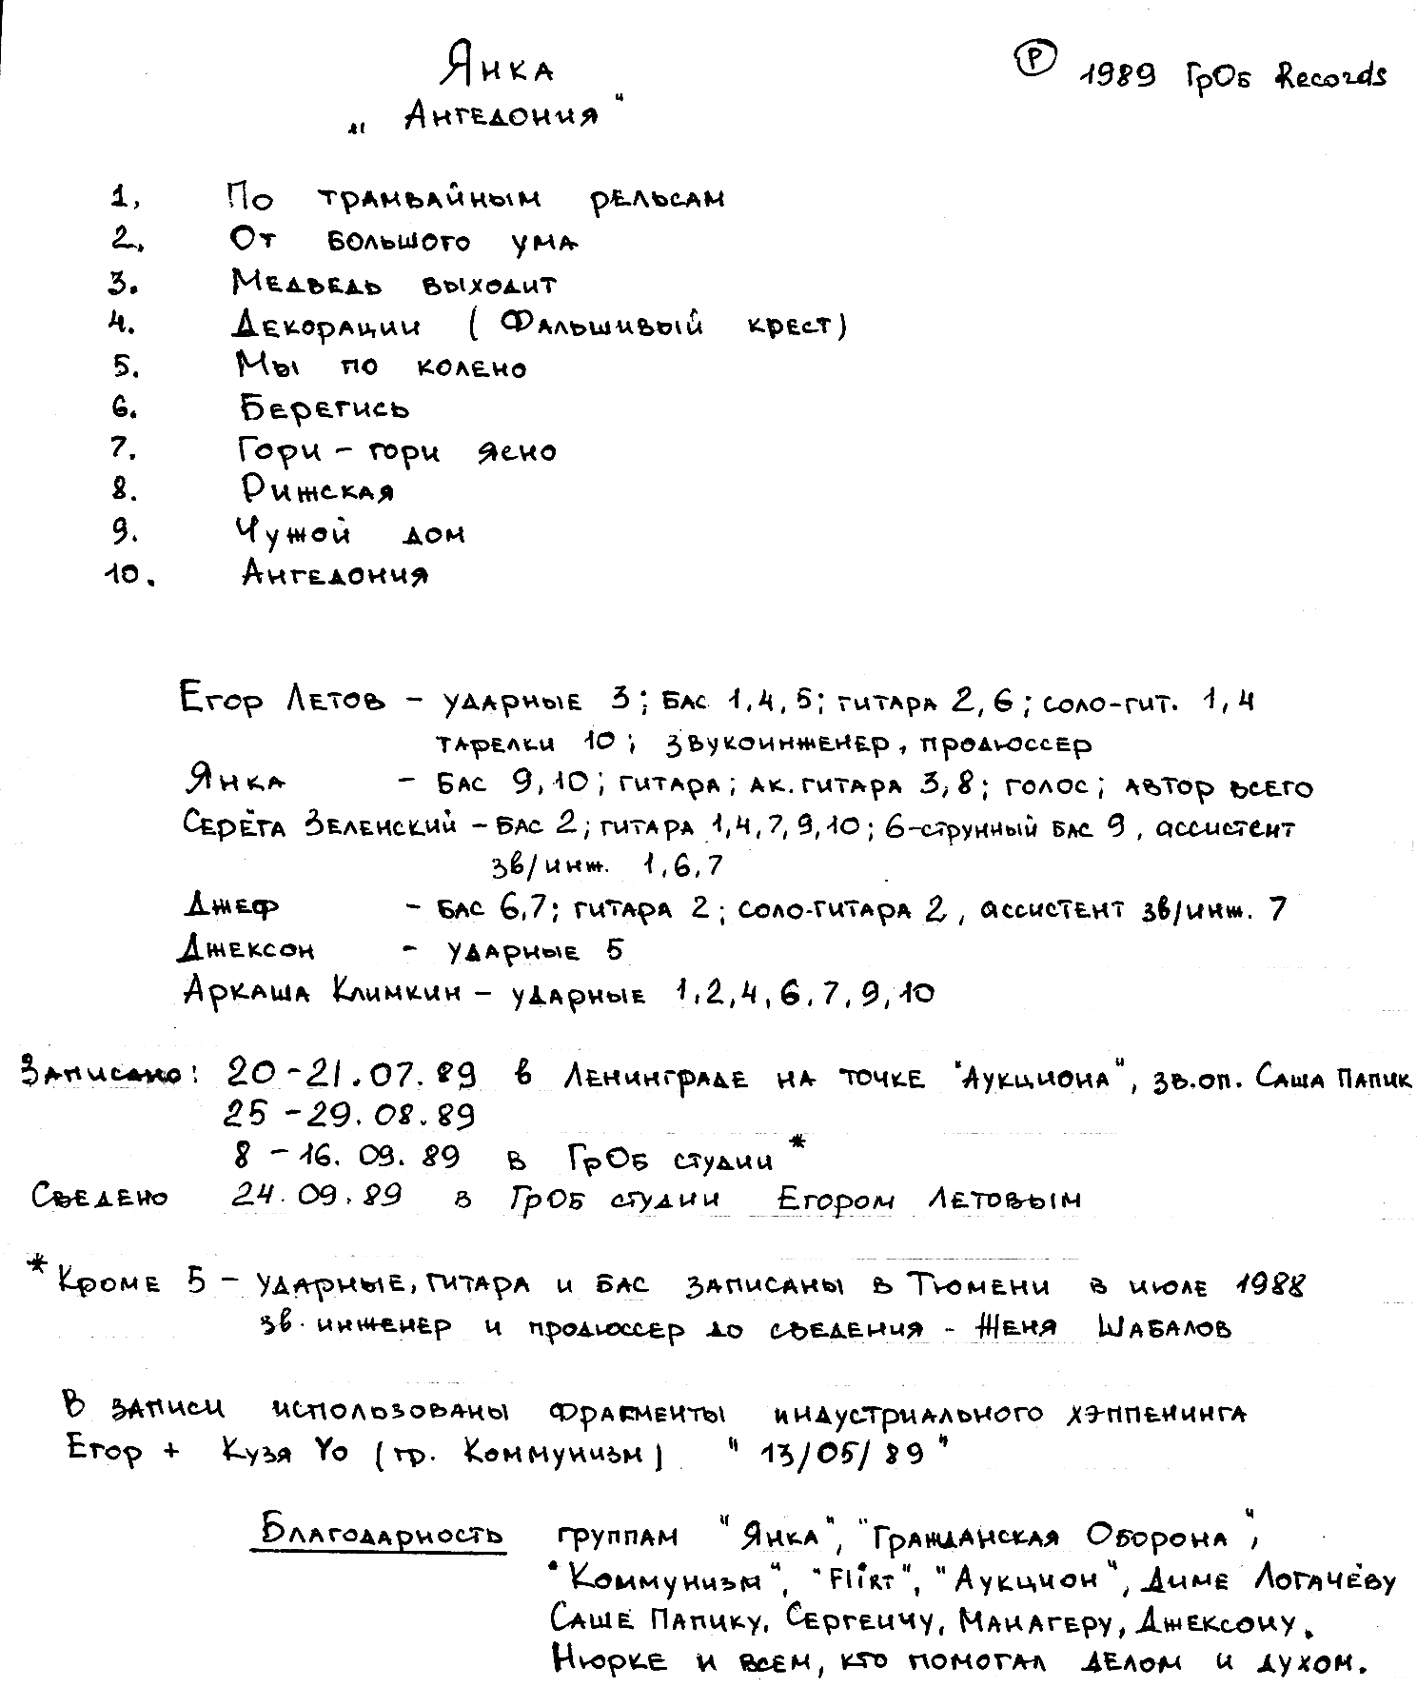 Янка
Ⓟ 1989 ГрОб Records
„Ангедония"
1. По трамвайным рельсам
2. От большого ума
3. Медведь выходит
4. Декорации (Фальшивый крест)
5. Мы по колено
6. Берегись
7. Гори-гори ясно
8. Рижская
9. Чужой дом
10. Ангедония
Егор Летов – ударные 3; бас 1,4,5; гитара 2,6; соло-гит. 1,4
тарелки 10; звукоинженер, продюссер
Янка – бас 9,10; гитара; ак. гитара 3,8; голос; автор всего
Серёга Зеленский – бас 2; гитара 1,4,7,9,10; 6-струнный бас 9, ассистент
зв/инж. 1,6,7
Джеф – бас 6,7; гитара 2; соло-гитара 2, ассистент зв/инж. 7
Джексон – ударные 5
Аркаша Климкин – ударные 1,2,4,6,7,9,10
Записано: 20-21.07.89 в Ленинграде на точке "Аукциона", зв.оп. Саша Папик
25-29.08.89
8-16.09.89 в ГрОб студии *
Сведено 24.09.89 в ГрОб студии Егором Летовым
* Кроме 5 – ударные, гитара и бас записаны в Тюмени в июле 1988
зв. инженер и продюссер до сведения – Женя Шабалов
В записи использованы фрагменты индустриального хэппенинга
Егор + Кузя Уо (гр. Коммунизм) "13/05/89"
Благодарность группам "Янка", "Гражданская Оборона",
"Коммунизм", "Flirt", "Аукцион", Диме Логачёву
Саше Папику, Сергеичу, Манагеру, Джексону,
Нюрке и всем, кто помогал делом и духом.